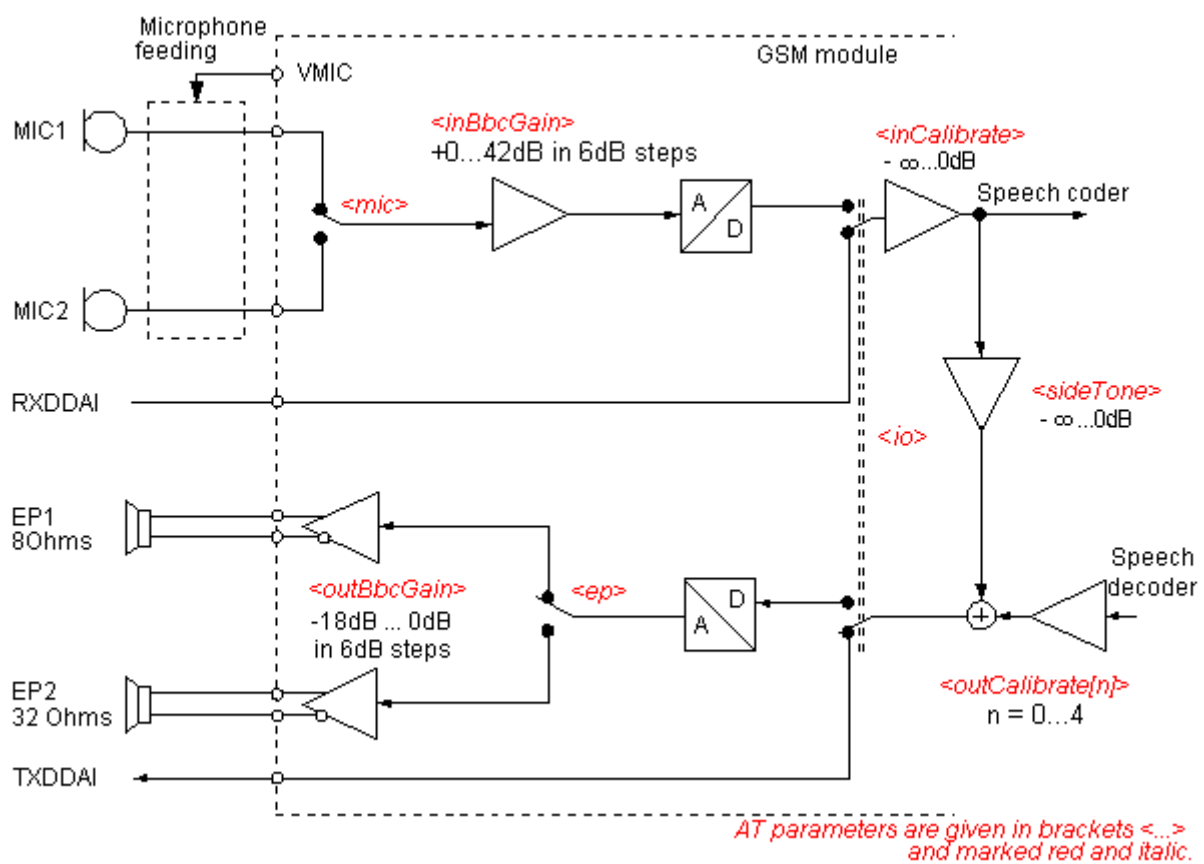 Microphone
feeding
GSM module
VMIC
MIC1
<inBbcGain>
+0...42dB in 6dB steps
<inCalibrate>
- ∞...0dB
<mic>
A
D
Speech coder
MIC2
RXDDAI
<sideTone>
- ∞...0dB
<io>
EP1
8Ohms
<outBbcGain>
-18dB ... 0dB
in 6dB steps
<ep>
D
A
Speech
decoder
+
EP2
32 Ohms
<outCalibrate[n]>
n = 0...4
TXDDAI
AT parameters are given in brackets <...>
and marked red and italic.